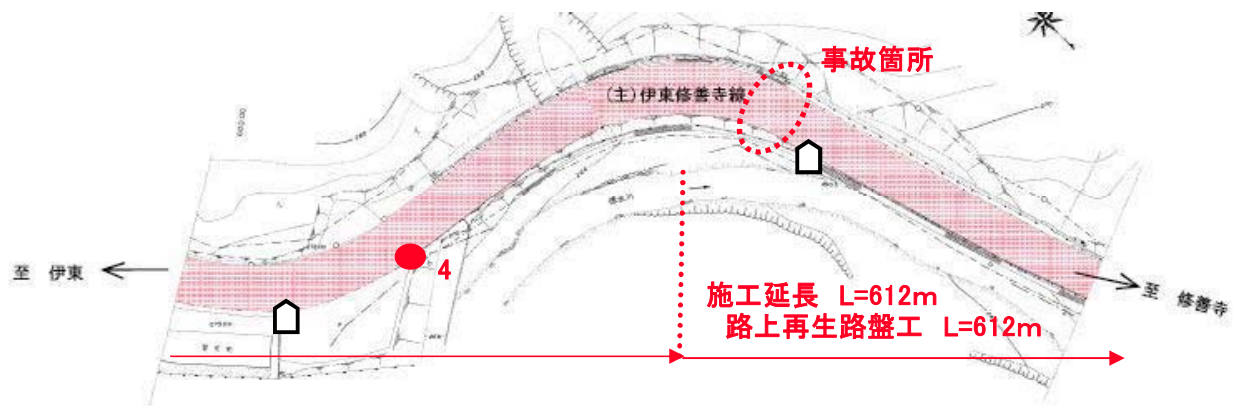 事故箇所
(主)伊東修善寺線
4
至 伊東
至 修善寺
施工延長 L=612m
路上再生路盤工 L=612m